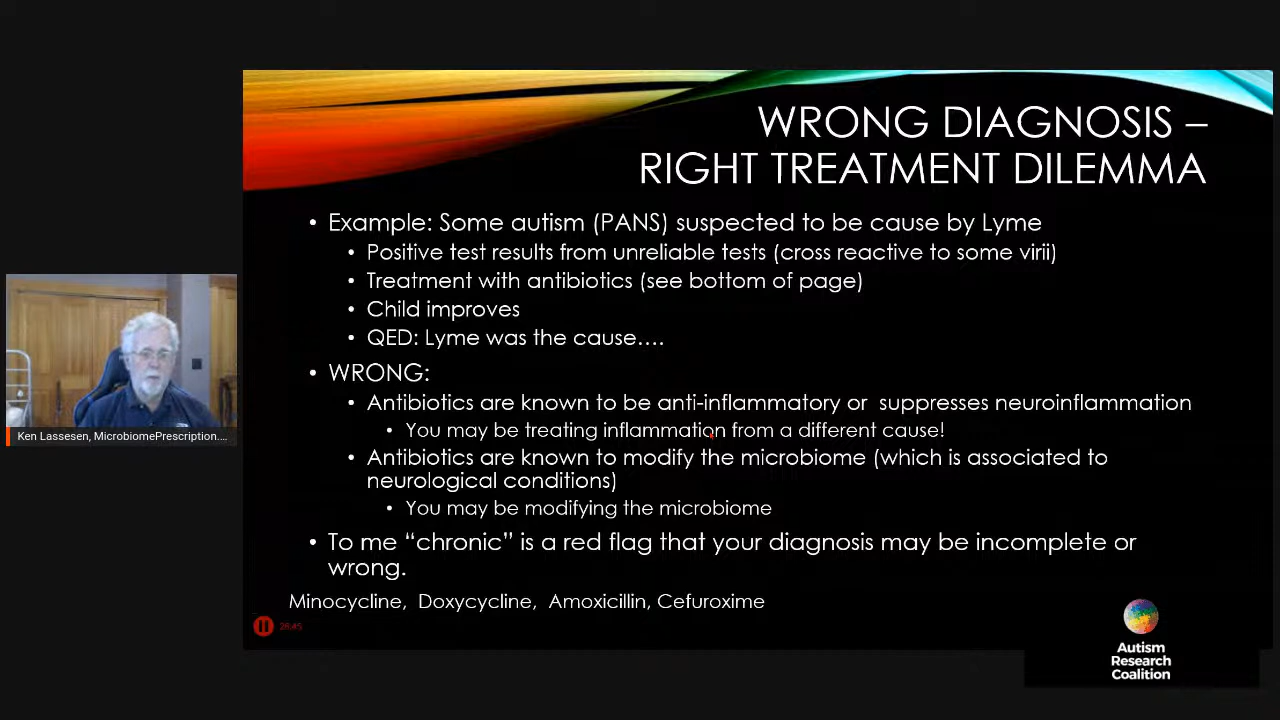 WRONG DIAGNOSIS –
RIGHT TREATMENT DILEMMA
• Example: Some autism (PANS) suspected to be cause by Lyme
• Positive test results from unreliable tests (cross reactive to some virii)
• Treatment with antibiotics (see bottom of page)
• Child improves
• QED: Lyme was the cause….
• WRONG:
• Antibiotics are known to be anti-inflammatory or suppresses neuroinflammation
• You may be treating inflammation from a different cause!
• Antibiotics are known to modify the microbiome (which is associated to
neurological conditions)
• You may be modifying the microbiome
• To me “chronic” is a red flag that your diagnosis may be incomplete or
wrong.
Minocycline, Doxycycline, Amoxicillin, Cefuroxime
26:45
Ken Lassesen, MicrobiomePrescription....
Autism
Research
Coalition